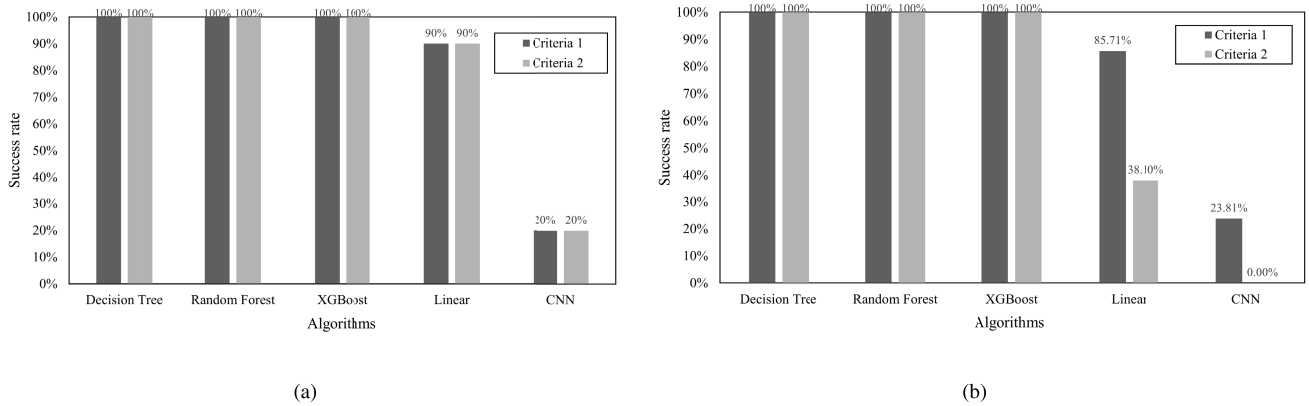 100% 100% 100% 100% 100% 100%
100%
90% 90%
90%
Criteria 1
Criteria 2
80%
70%
60%
50%
40%
30%
20% 20%
20%
10%
0%
Success rate
Decision Tree Random Forest XGBoost Linear CNN
Algorithms
(a)
100% 100% 100% 100% 100% 100%
100%
90%
85.71%
Criteria 1
Criteria 2
80%
70%
60%
50%
40%
38.10%
30%
23.81%
20%
10%
0.00%
0%
Success rate
Decision Tree Random Forest XGBoost Linear CNN
Algorithms
(b)